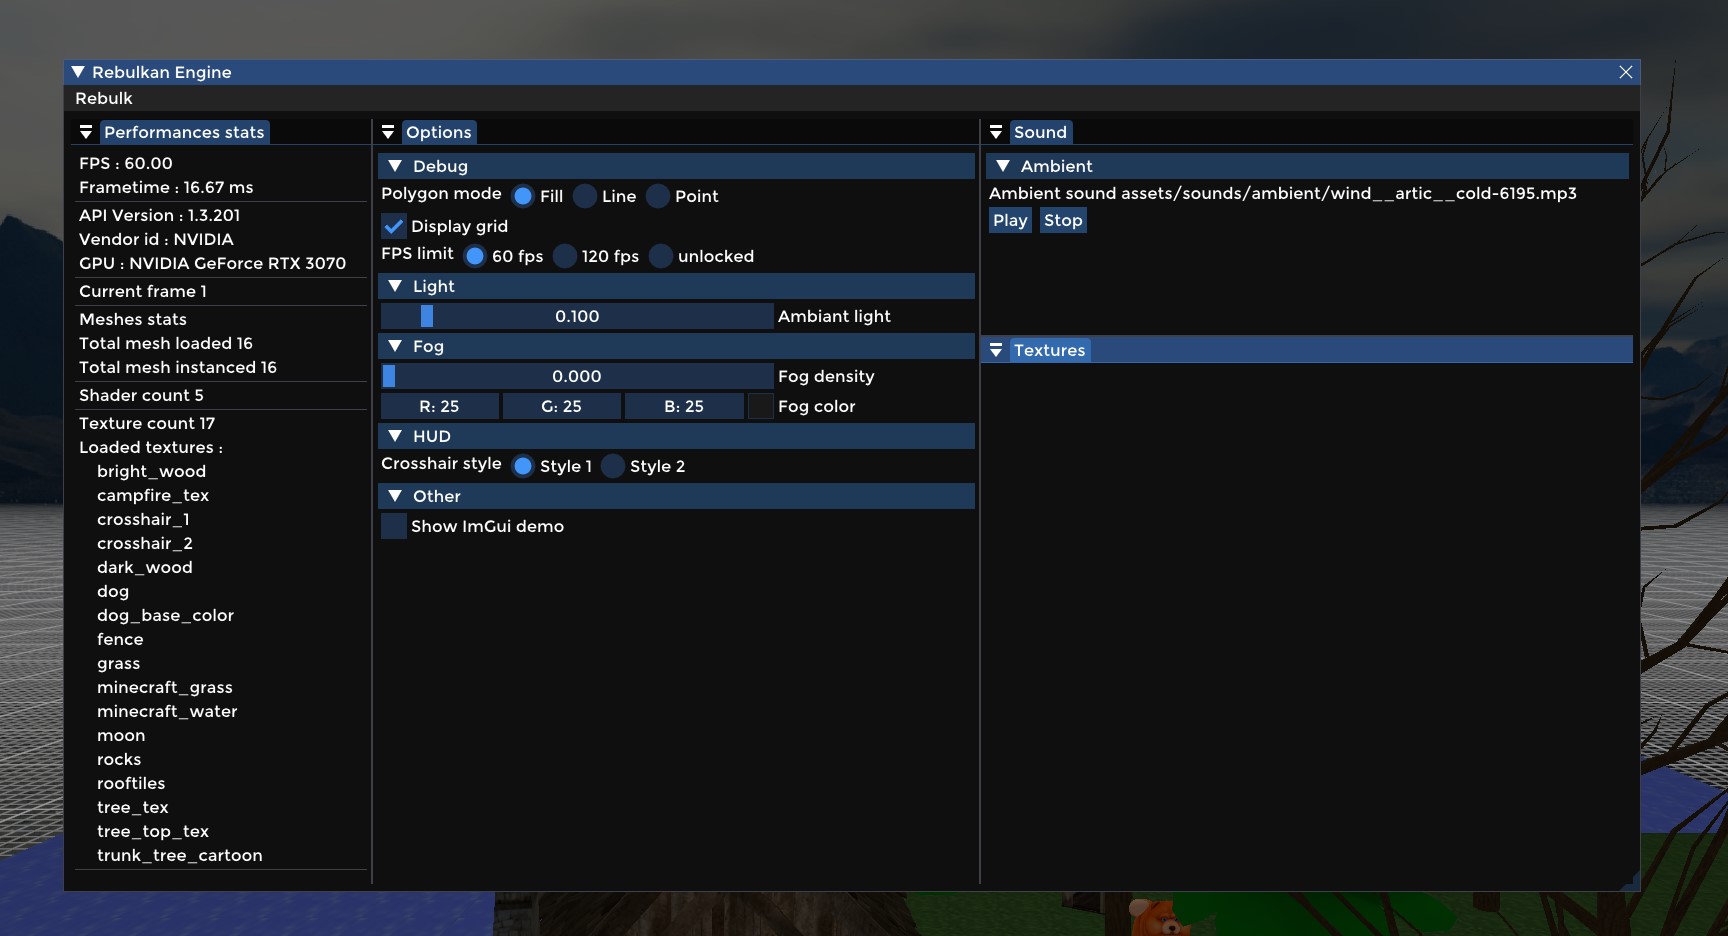 Rebulkan Engine
Rebulk
Performances stats
FPS : 60.00
Frametime : 16.67 ms
API Version : 1.3.201
Vendor id : NVIDIA
GPU : NVIDIA GeForce RTX 3070
Current frame 1
Meshes stats
Total mesh loaded 16
Total mesh instanced 16
Shader count 5
Texture count 17
Loaded textures :
bright_wood
campfire_tex
crosshair_1
crosshair_2
dark_wood
dog
dog_base_color
fence
grass
minecraft_grass
minecraft_water
moon
rocks
rooftiles
tree_tex
tree_top_tex
trunk_tree_cartoon
Options
Debug
Polygon mode Fill Line Point
Display grid
FPS limit 60 fps 120 fps unlocked
Light
0.100 Ambiant light
Fog
0.000 Fog density
R: 25 G: 25 B: 25 Fog color
HUD
Crosshair style Style 1 Style 2
Other
Show ImGui demo
Sound
Ambient
Ambient sound assets/sounds/ambient/wind__artic__cold-6195.mp3
Play Stop
Textures